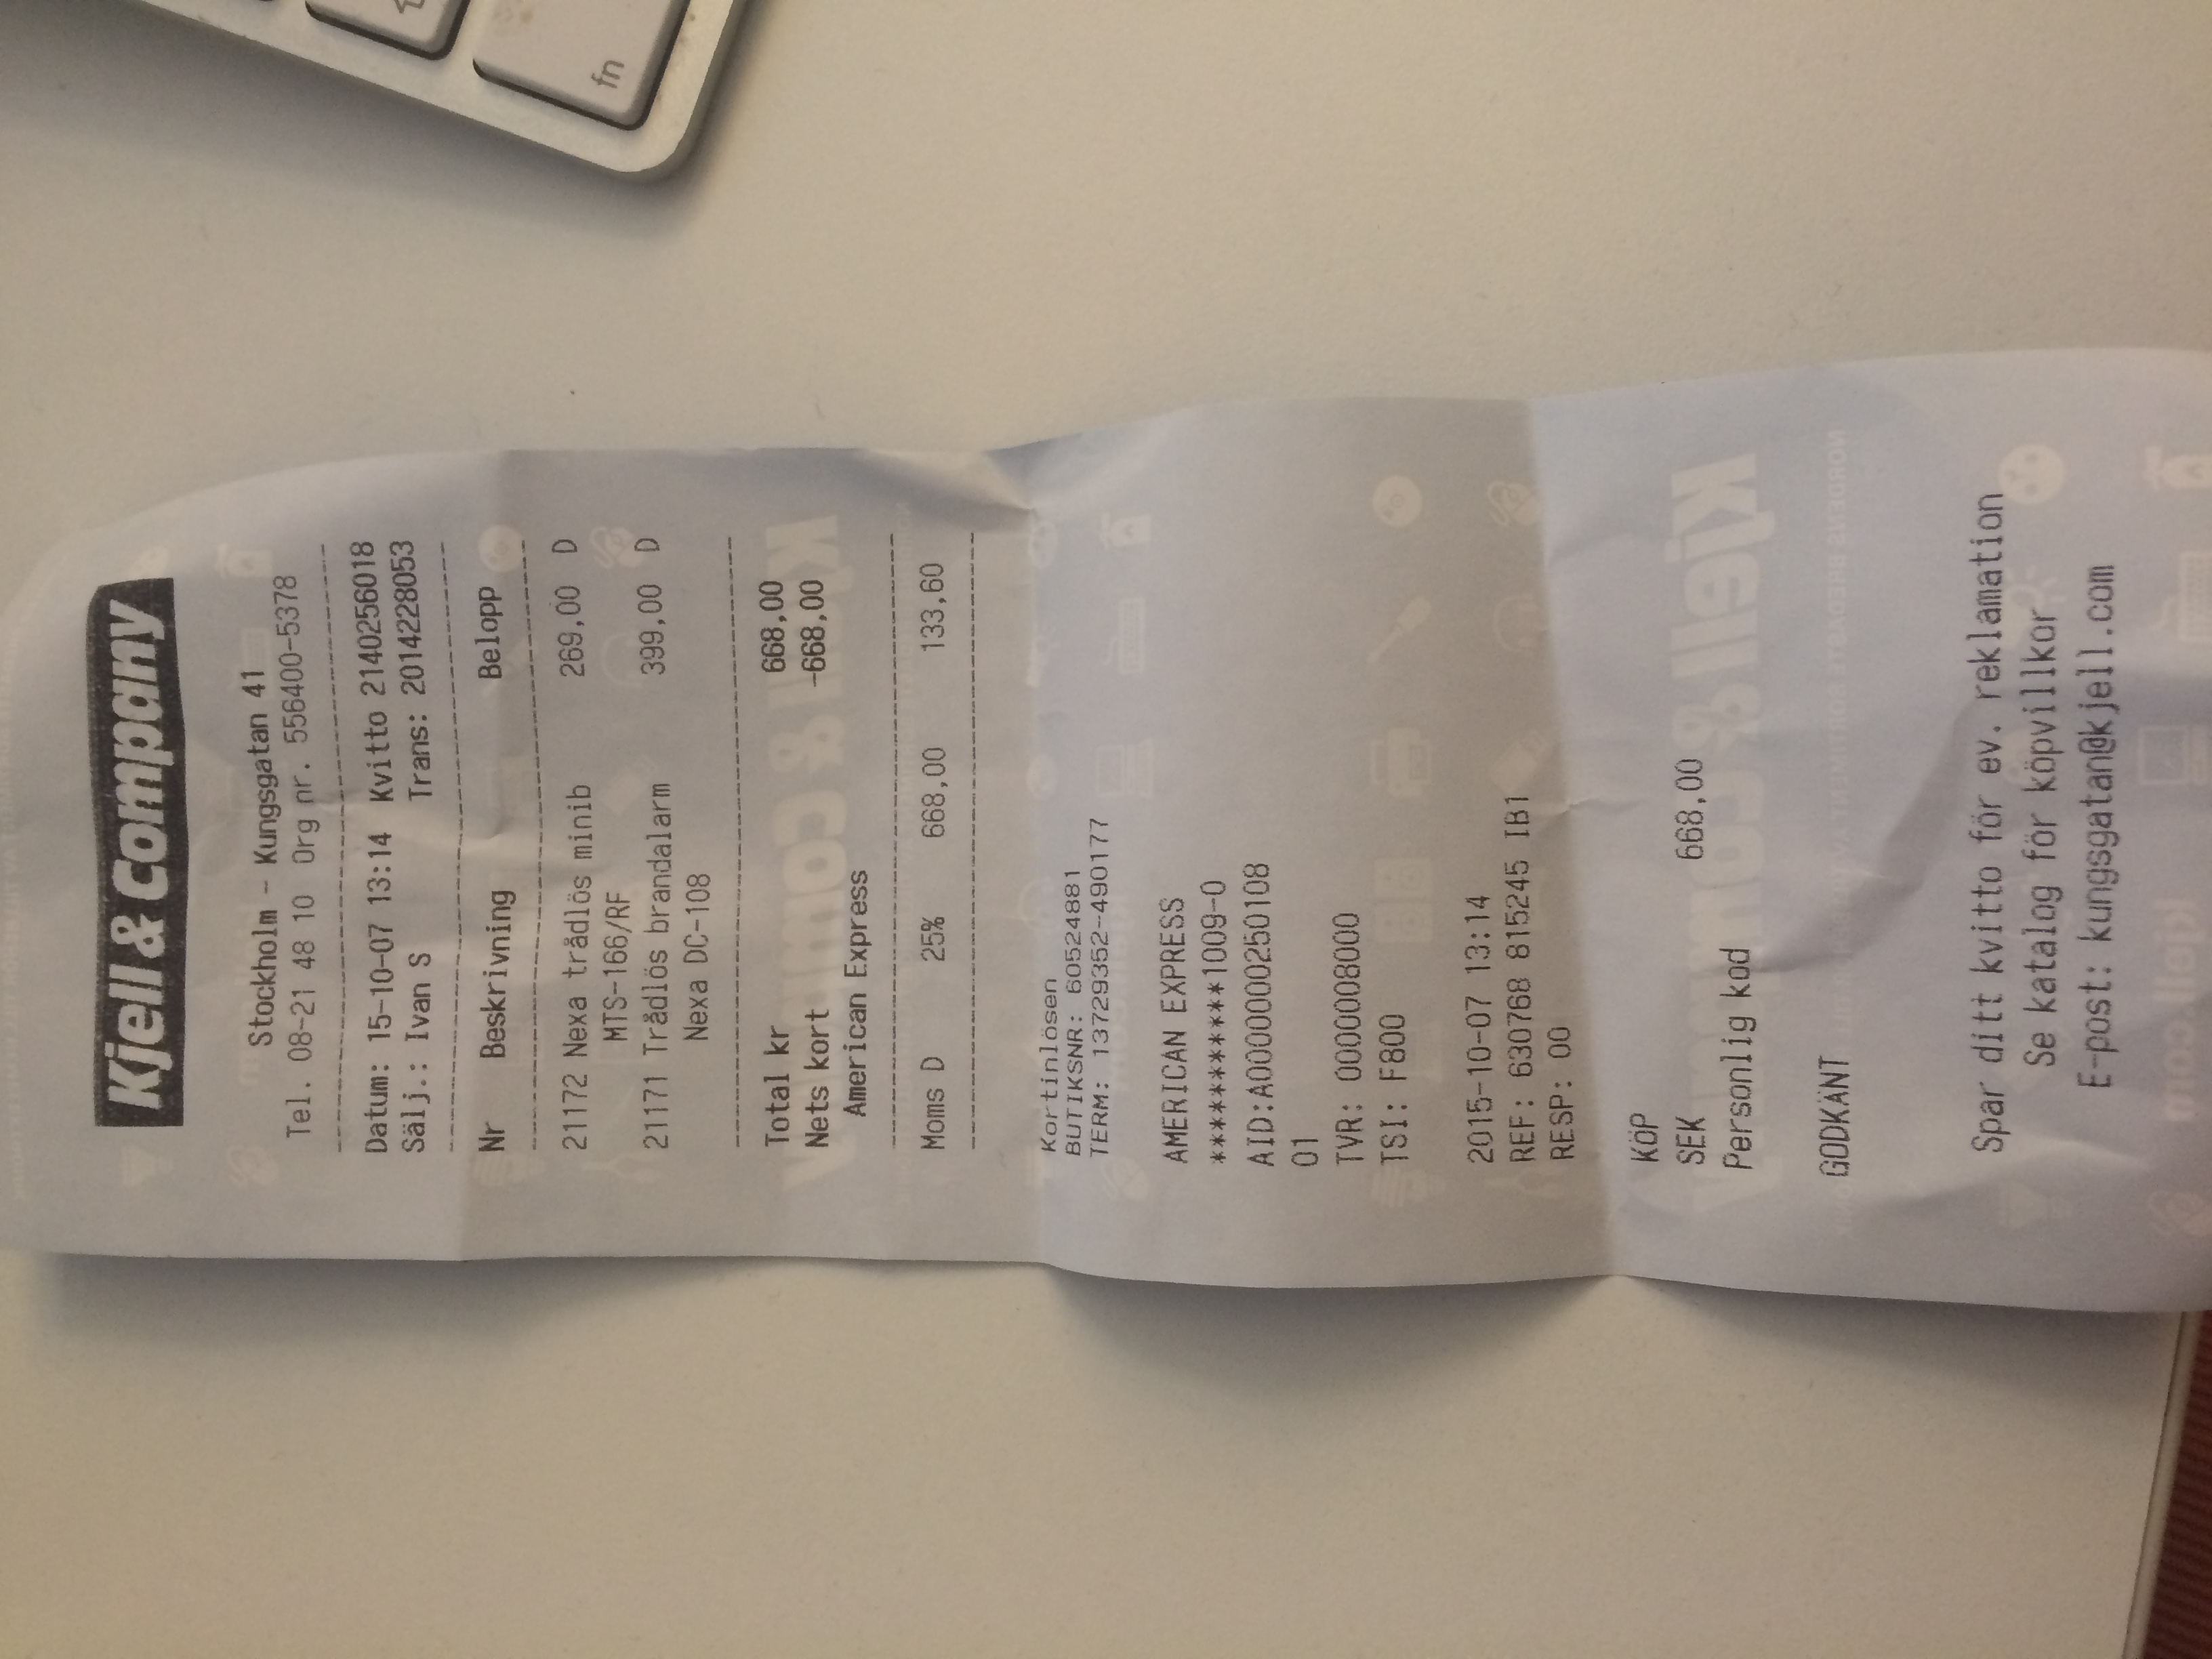 Kjell & Company
Stockholm - Kungsgatan 41
Tel. 08-21 48 10 Org nr. 556400-5378
Datum: 15-10-07 13:14 Kvitto 2140256018
Sälj.: Ivan S Trans: 2014228053
Nr Beskrivning Belopp
21172 Nexa trådlös minib 269,00 D
MTS-166/RF
21171 Trådlös brandalarm 399,00 D
Nexa DC-108
Total kr 668,00
Nets kort -668,00
American Express
Moms D 25% 668,00 133,60
Kortinlösen
BUTIKSNR: 60524881
TERM: 13729352-490177
AMERICAN EXPRESS
***********1009-0
AID:A0000000250108
01
TVR: 0000008000
TSI: F800
2015-10-07 13:14
REF: 630768 815245 IB1
RESP: 00
KÖP
SEK 668,00
Personlig kod
GODKÄNT
Spar ditt kvitto för ev. reklamation
Se katalog för köpvillkor
E-post: kungsgatan@kjell.com
fn